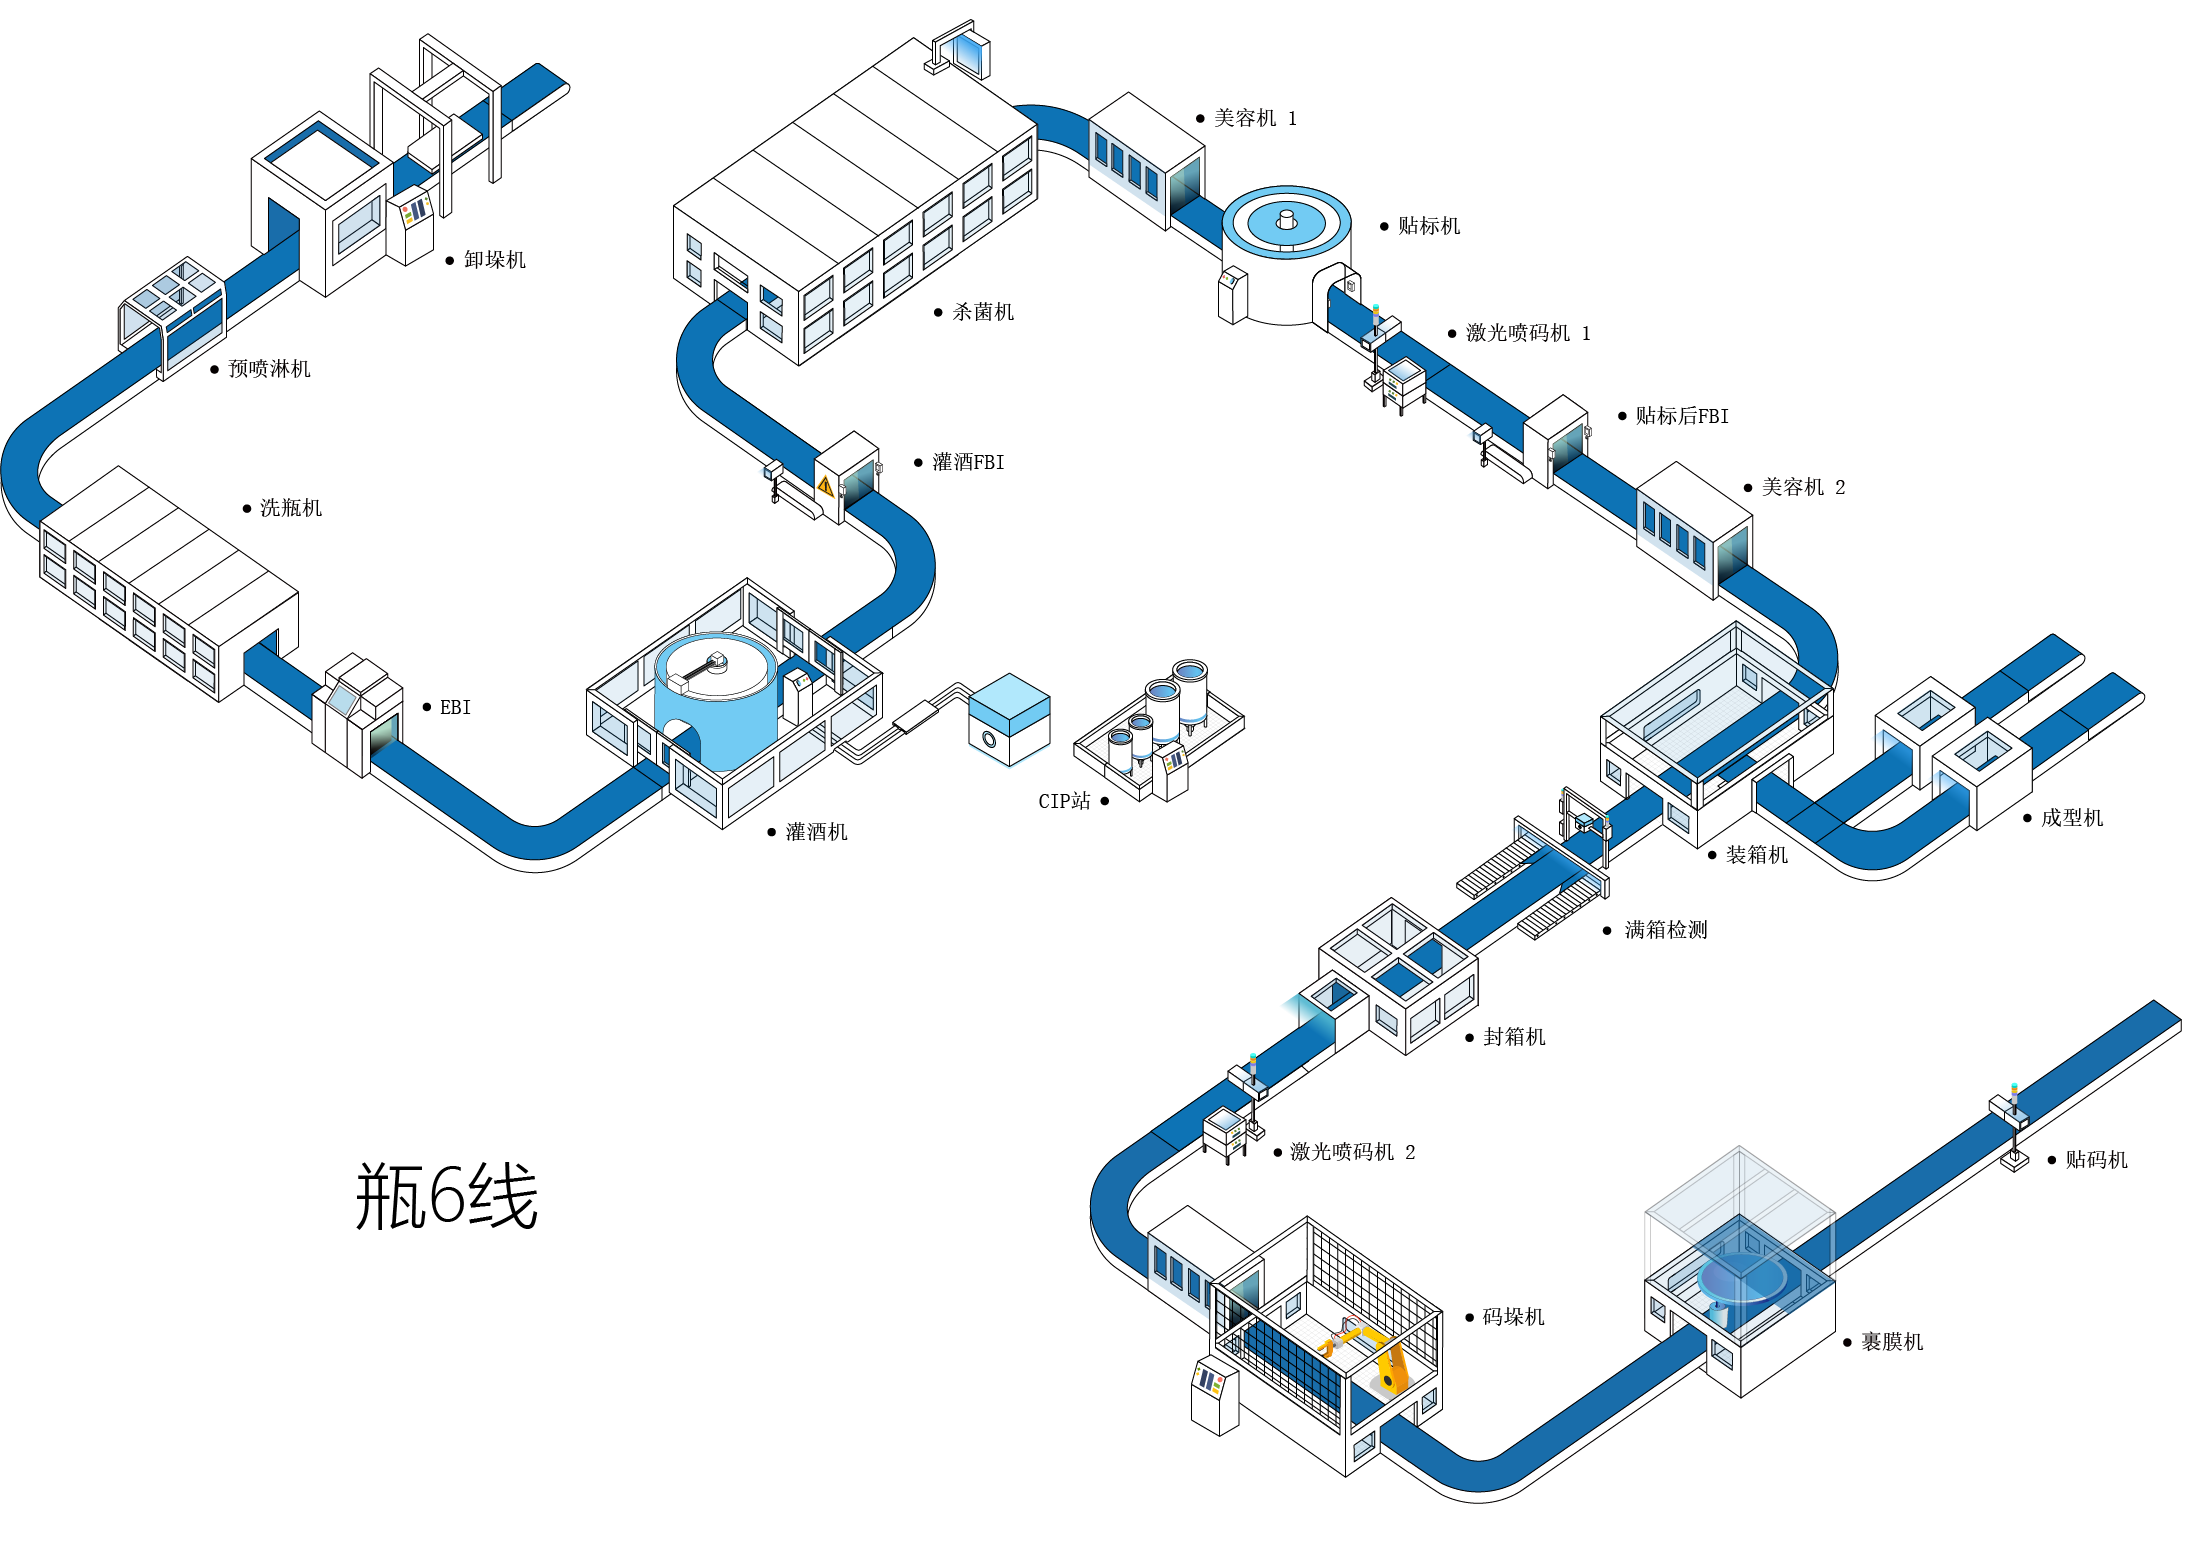 美容机 1
贴标机
卸垛机
杀菌机
激光喷码机 1
预喷淋机
贴标后FBI
灌酒FBI
美容机 2
洗瓶机
EBI
CIP站
成型机
灌酒机
装箱机
满箱检测
封箱机
激光喷码机 2
贴码机
瓶6线
码垛机
裹膜机